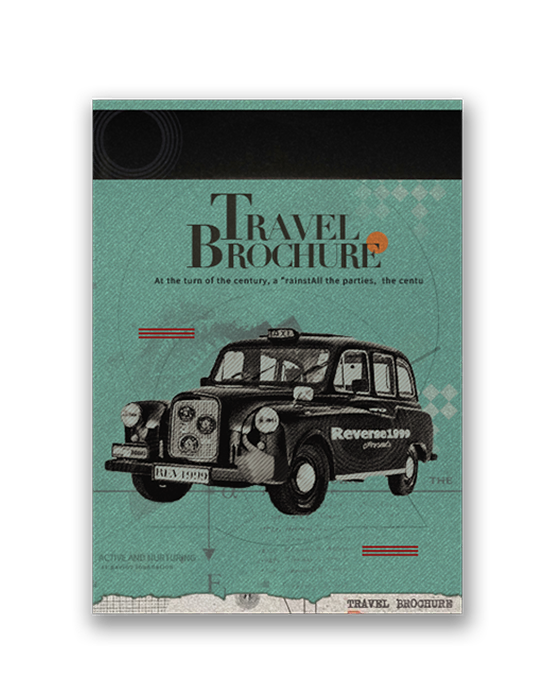 TRAVEL
BROCHURE
At the turn of the century, a "rainstAll the parties, the centu
TAXI
Reverse1999
REV 1999
THE
ACTIVE AND NURTURING
F
TRAVEL BROCHURE